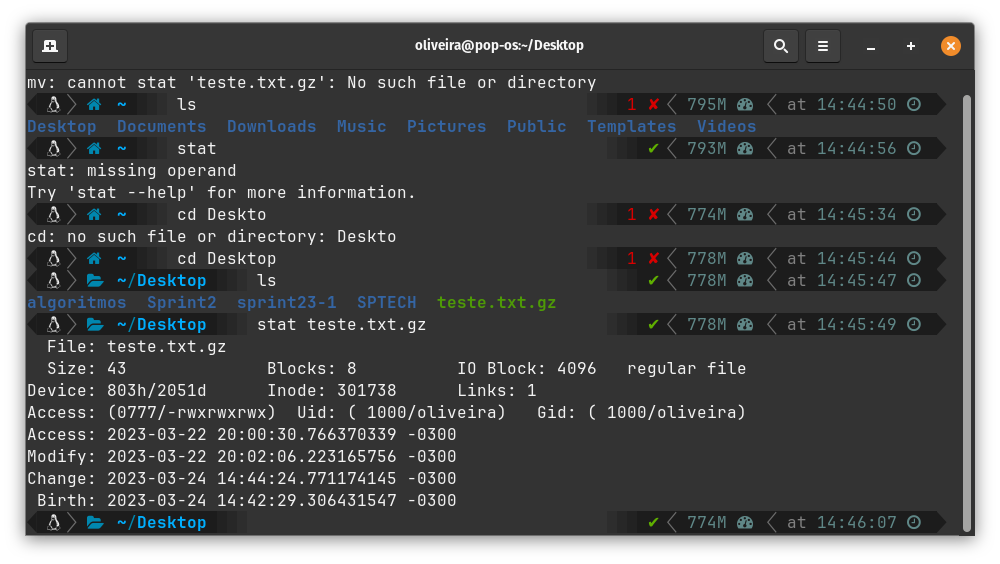 oliveira@pop-os:~/Desktop
mv: cannot stat 'teste.txt.gz': No such file or directory
~ ls 1 ✘ 795M at 14:44:50
Desktop Documents Downloads Music Pictures Public Templates Videos
~ stat ✔ 793M at 14:44:56
stat: missing operand
Try 'stat --help' for more information.
~ cd Deskto 1 ✘ 774M at 14:45:34
cd: no such file or directory: Deskto
~ cd Desktop 1 ✘ 778M at 14:45:44
~/Desktop ls ✔ 778M at 14:45:47
algoritmos Sprint2 sprint23-1 SPTECH teste.txt.gz
~/Desktop stat teste.txt.gz ✔ 778M at 14:45:49
File: teste.txt.gz
Size: 43 Blocks: 8 IO Block: 4096 regular file
Device: 803h/2051d Inode: 301738 Links: 1
Access: (0777/-rwxrwxrwx) Uid: ( 1000/oliveira) Gid: ( 1000/oliveira)
Access: 2023-03-22 20:00:30.766370339 -0300
Modify: 2023-03-22 20:02:06.223165756 -0300
Change: 2023-03-24 14:44:24.771174145 -0300
Birth: 2023-03-24 14:42:29.306431547 -0300
~/Desktop ✔ 774M at 14:46:07